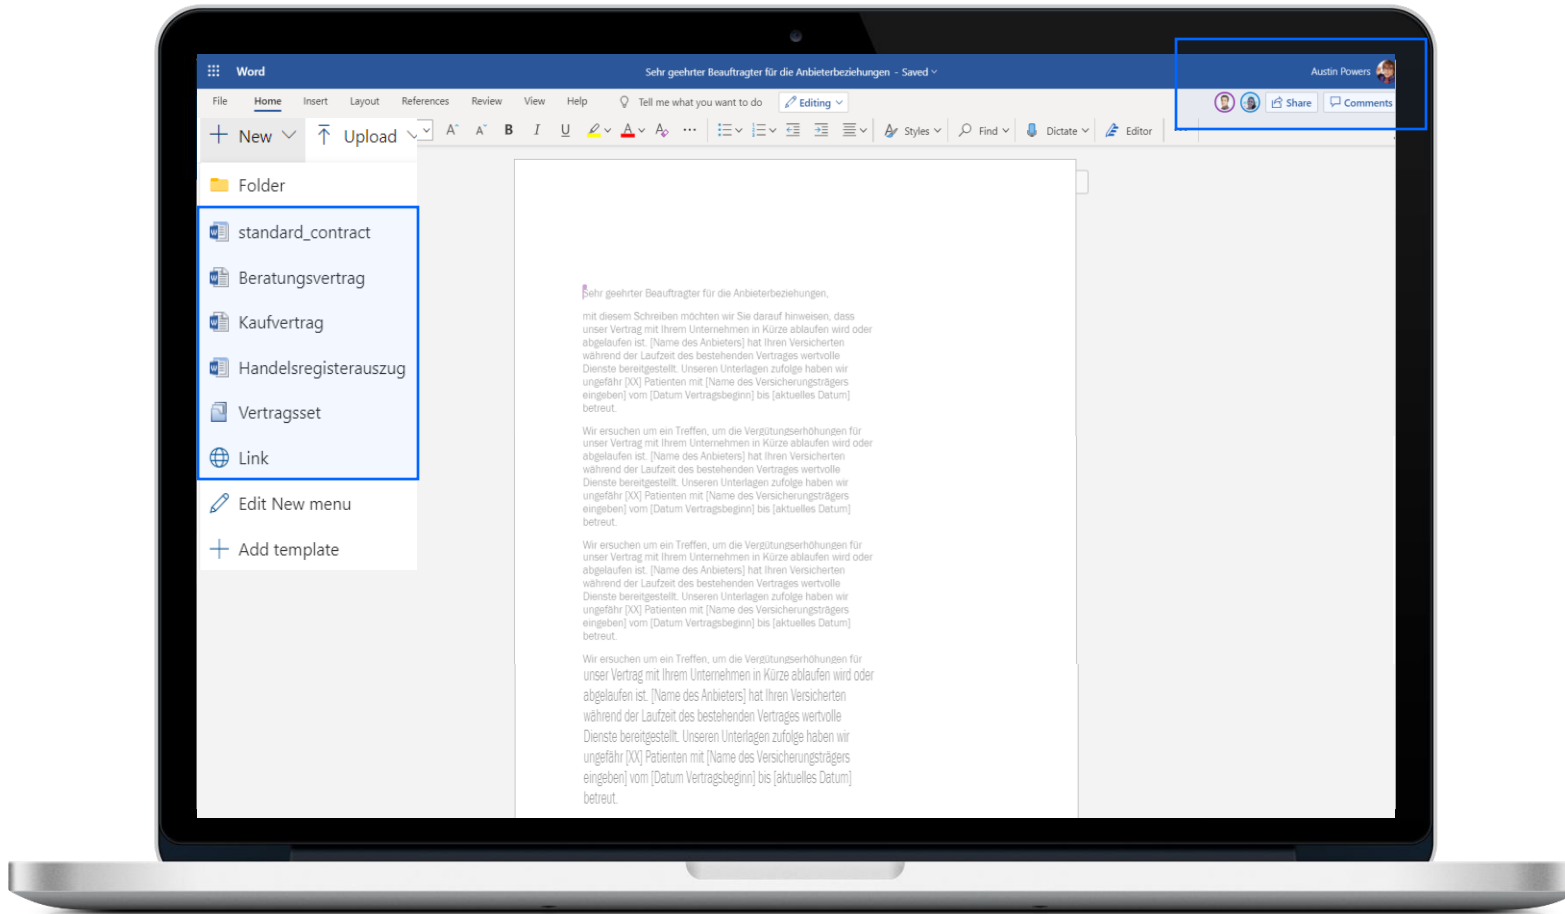 Word
Sehr geehrter Beauftragter für die Anbieterbeziehungen - Saved
Austin Powers
File Home Insert Layout References Review View Help Tell me what you want to do Editing
Share Comments
New Upload
A A B I U A A Styles Find Dictate Editor
Folder
standard_contract
Beratungsvertrag
Kaufvertrag
Handelsregisterauszug
Vertragsset
Link
Edit New menu
Add template
Sehr geehrter Beauftragter für die Anbieterbeziehungen,
mit diesem Schreiben möchten wir Sie darauf hinweisen, dass
unser Vertrag mit Ihrem Unternehmen in Kürze ablaufen wird oder
abgelaufen ist. [Name des Anbieters] hat Ihren Versicherten
während der Laufzeit des bestehenden Vertrages wertvolle
Dienste bereitgestellt. Unseren Unterlagen zufolge haben wir
ungefähr [XX] Patienten mit [Name des Versicherungsträgers
eingeben] vom [Datum Vertragsbeginn] bis [aktuelles Datum]
betreut.
Wir ersuchen um ein Treffen, um die Vergütungserhöhungen für
unser Vertrag mit Ihrem Unternehmen in Kürze ablaufen wird oder
abgelaufen ist. [Name des Anbieters] hat Ihren Versicherten
während der Laufzeit des bestehenden Vertrages wertvolle
Dienste bereitgestellt. Unseren Unterlagen zufolge haben wir
ungefähr [XX] Patienten mit [Name des Versicherungsträgers
eingeben] vom [Datum Vertragsbeginn] bis [aktuelles Datum]
betreut.
Wir ersuchen um ein Treffen, um die Vergütungserhöhungen für
unser Vertrag mit Ihrem Unternehmen in Kürze ablaufen wird oder
abgelaufen ist. [Name des Anbieters] hat Ihren Versicherten
während der Laufzeit des bestehenden Vertrages wertvolle
Dienste bereitgestellt. Unseren Unterlagen zufolge haben wir
ungefähr [XX] Patienten mit [Name des Versicherungsträgers
eingeben] vom [Datum Vertragsbeginn] bis [aktuelles Datum]
betreut.
Wir ersuchen um ein Treffen, um die Vergütungserhöhungen für
unser Vertrag mit Ihrem Unternehmen in Kürze ablaufen wird oder
abgelaufen ist. [Name des Anbieters] hat Ihren Versicherten
während der Laufzeit des bestehenden Vertrages wertvolle
Dienste bereitgestellt. Unseren Unterlagen zufolge haben wir
ungefähr [XX] Patienten mit [Name des Versicherungsträgers
eingeben] vom [Datum Vertragsbeginn] bis [aktuelles Datum]
betreut.